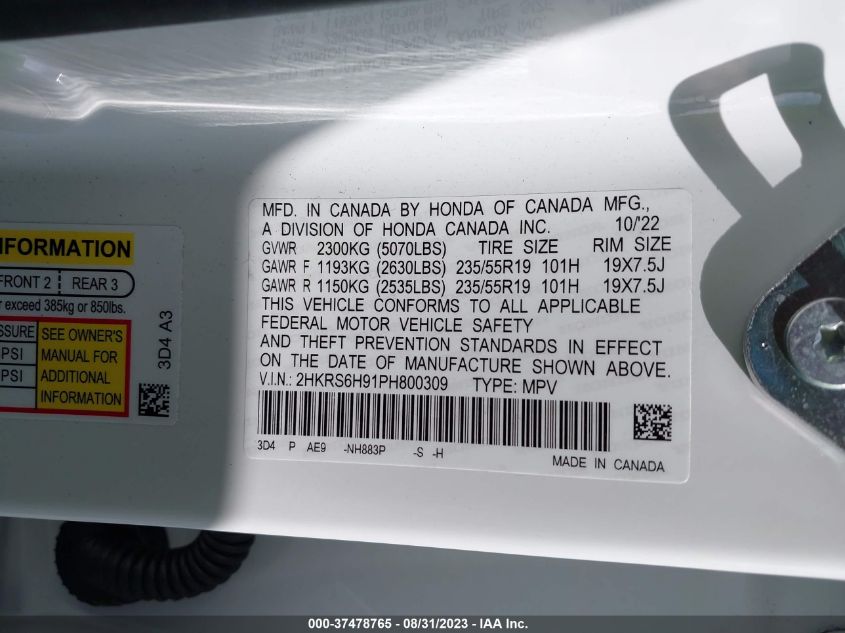 MFD. IN CANADA BY HONDA OF CANADA MFG.,
A DIVISION OF HONDA CANADA INC. 10/'22
GVWR 2300KG (5070LBS) TIRE SIZE RIM SIZE
GAWR F 1193KG (2630LBS) 235/55R19 101H 19X7.5J
GAWR R 1150KG (2535LBS) 235/55R19 101H 19X7.5J
THIS VEHICLE CONFORMS TO ALL APPLICABLE
FEDERAL MOTOR VEHICLE SAFETY
AND THEFT PREVENTION STANDARDS IN EFFECT
ON THE DATE OF MANUFACTURE SHOWN ABOVE.
V.I.N.: 2HKRS6H91PH800309 TYPE: MPV
3D4 P AE9 -NH883P -S -H
MADE IN CANADA
INFORMATION
FRONT 2 REAR 3
exceed 385kg or 850lbs.
SSURE
PSI
PSI
SEE OWNER'S
MANUAL FOR
ADDITIONAL
INFORMATION
3D4 A3
000-37478765 - 08/31/2023 - IAA Inc.